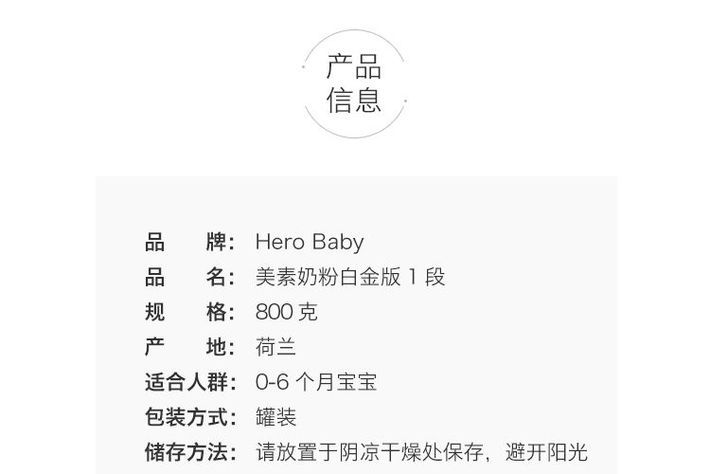 产品
信息
品 牌： Hero Baby
品 名： 美素奶粉白金版 1 段
规 格： 800 克
产 地： 荷兰
适合人群： 0-6 个月宝宝
包装方式： 罐装
储存方法： 请放置于阴凉干燥处保存，避开阳光